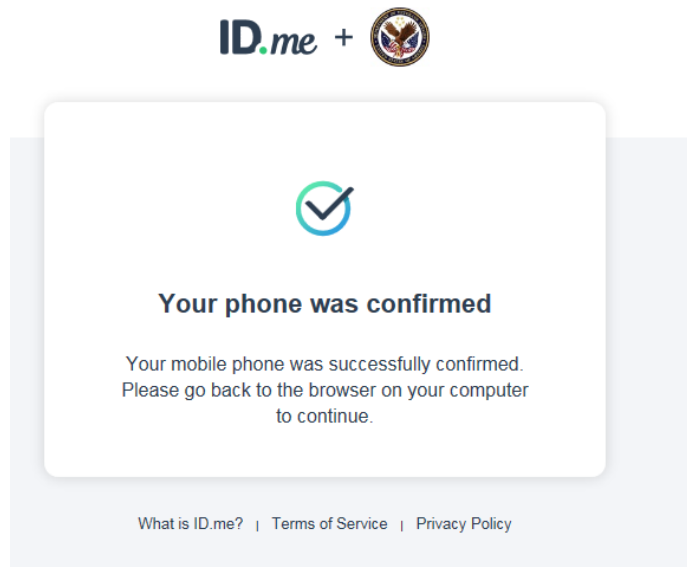 ID.me +
Your phone was confirmed
Your mobile phone was successfully confirmed.
Please go back to the browser on your computer
to continue.
What is ID.me? | Terms of Service | Privacy Policy